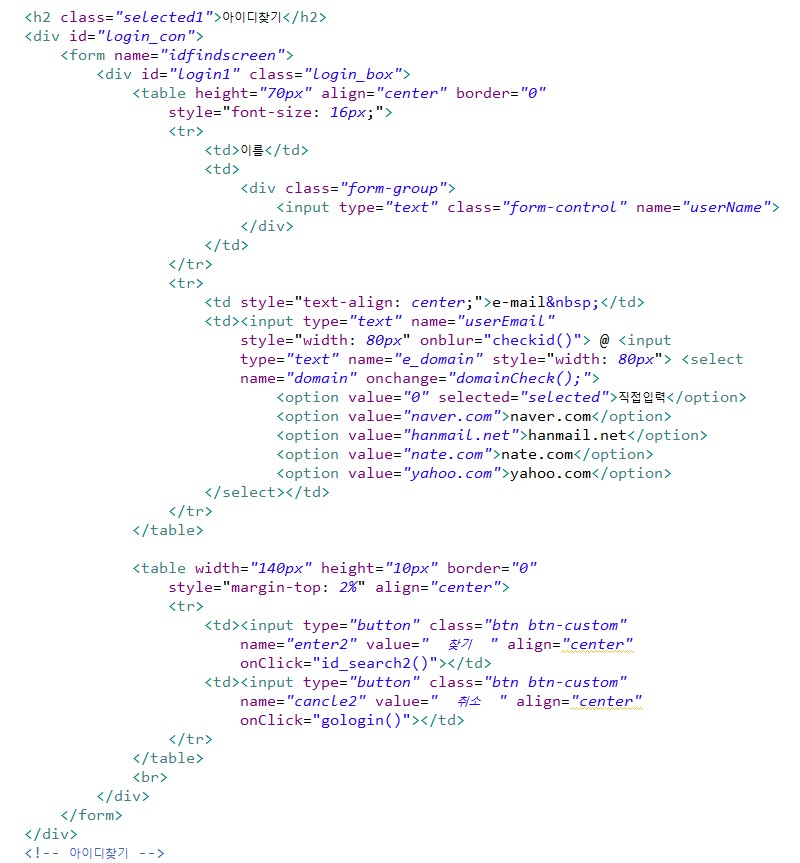 <h2 class="selected1">아이디찾기</h2>
<div id="login_con">
<form name="idfindscreen">
<div id="login1" class="login_box">
<table height="70px" align="center" border="0"
style="font-size: 16px;">
<tr>
<td>이름</td>
<td>
<div class="form-group">
<input type="text" class="form-control" name="userName">
</div>
</td>
</tr>
<tr>
<td style="text-align: center;">e-mail&nbsp;</td>
<td><input type="text" name="userEmail"
style="width: 80px" onblur="checkid()"> @ <input
type="text" name="e_domain" style="width: 80px"> <select
name="domain" onchange="domainCheck();">
<option value="0" selected="selected">직접입력</option>
<option value="naver.com">naver.com</option>
<option value="hanmail.net">hanmail.net</option>
<option value="nate.com">nate.com</option>
<option value="yahoo.com">yahoo.com</option>
</select></td>
</tr>
</table>
<table width="140px" height="10px" border="0"
style="margin-top: 2%" align="center">
<tr>
<td><input type="button" class="btn btn-custom"
name="enter2" value="  찾기  " align="center"
onClick="id_search2()"></td>
<td><input type="button" class="btn btn-custom"
name="cancle2" value="  취소  " align="center"
onClick="gologin()"></td>
</tr>
</table>
<br>
</div>
</form>
</div>
<!-- 아이디찾기 -->